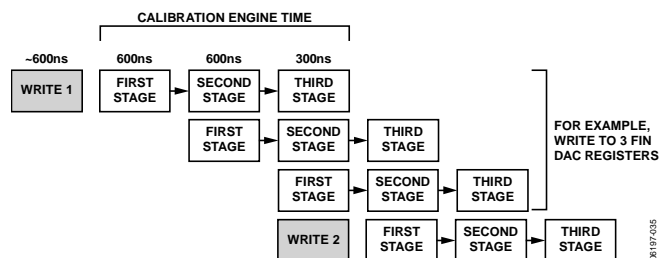 CALIBRATION ENGINE TIME
~600ns 600ns 600ns 300ns
WRITE 1
FIRST
STAGE
SECOND
STAGE
THIRD
STAGE
FIRST
STAGE
SECOND
STAGE
THIRD
STAGE
FIRST
STAGE
SECOND
STAGE
THIRD
STAGE
FOR EXAMPLE,
WRITE TO 3 FIN
DAC REGISTERS
WRITE 2
FIRST
STAGE
SECOND
STAGE
THIRD
STAGE
06197-035